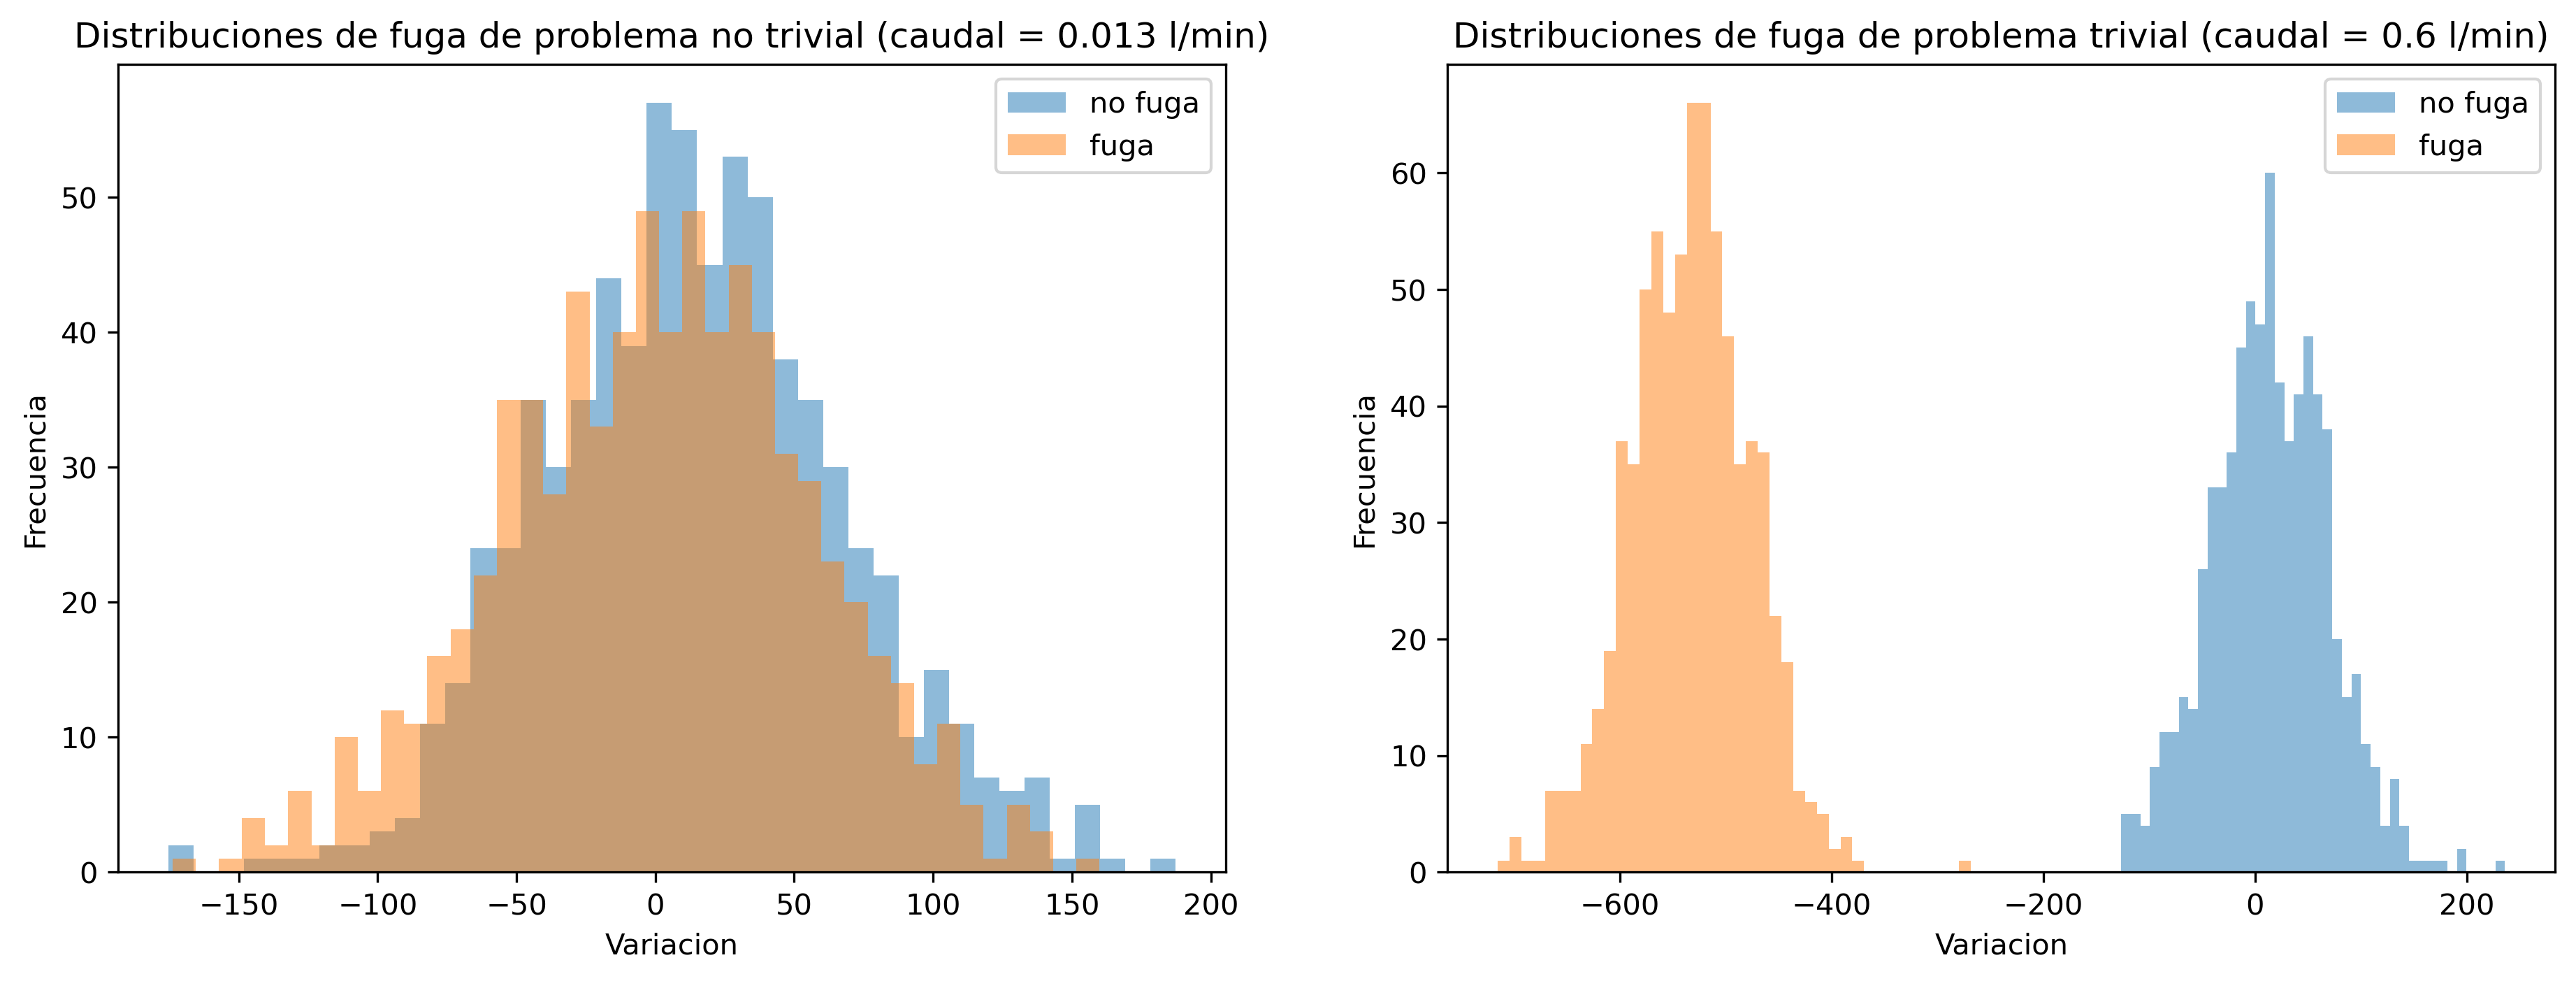 Distribuciones de fuga de problema no trivial (caudal = 0.013 l/min)
no fuga
fuga
50
40
30
20
10
0
Frecuencia
−150 −100 −50 0 50 100 150 200
Variacion
Distribuciones de fuga de problema trivial (caudal = 0.6 l/min)
no fuga
fuga
60
50
40
30
20
10
0
Frecuencia
−600 −400 −200 0 200
Variacion